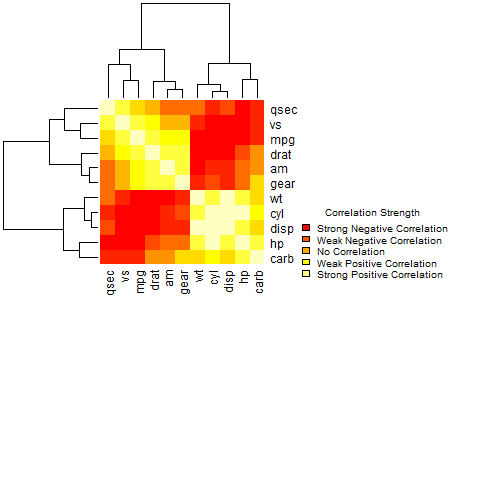 qsec
vs
mpg
drat
am
gear
wt
cyl
disp
hp
carb
qsec vs mpg drat am gear wt cyl disp hp carb
Correlation Strength
Strong Negative Correlation
Weak Negative Correlation
No Correlation
Weak Positive Correlation
Strong Positive Correlation